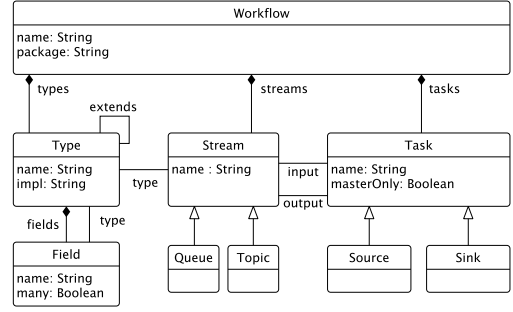 Workflow
name: String
package: String
types
streams
tasks
extends
Type
name: String
impl: String
type
Stream
name : String
input
output
Task
name: String
masterOnly: Boolean
fields
type
Field
name: String
many: Boolean
Queue
Topic
Source
Sink